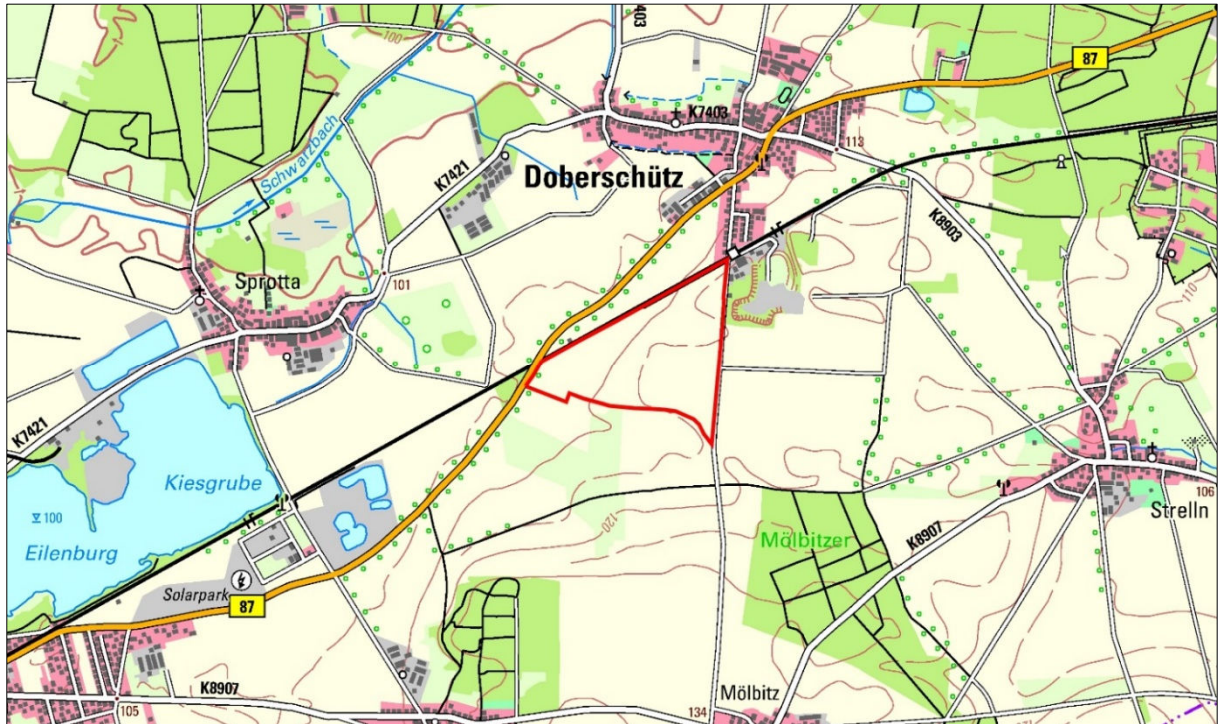 100
403
87
K7403
Schwarzbach
113
K7421
Doberschütz
K8903
Sprotta
101
110
K7421
Kiesgrube
100
Eilenburg
120
Mölbitzer
K8907
106
Strelln
Solarpark
87
K8907
Mölbitz
105
134